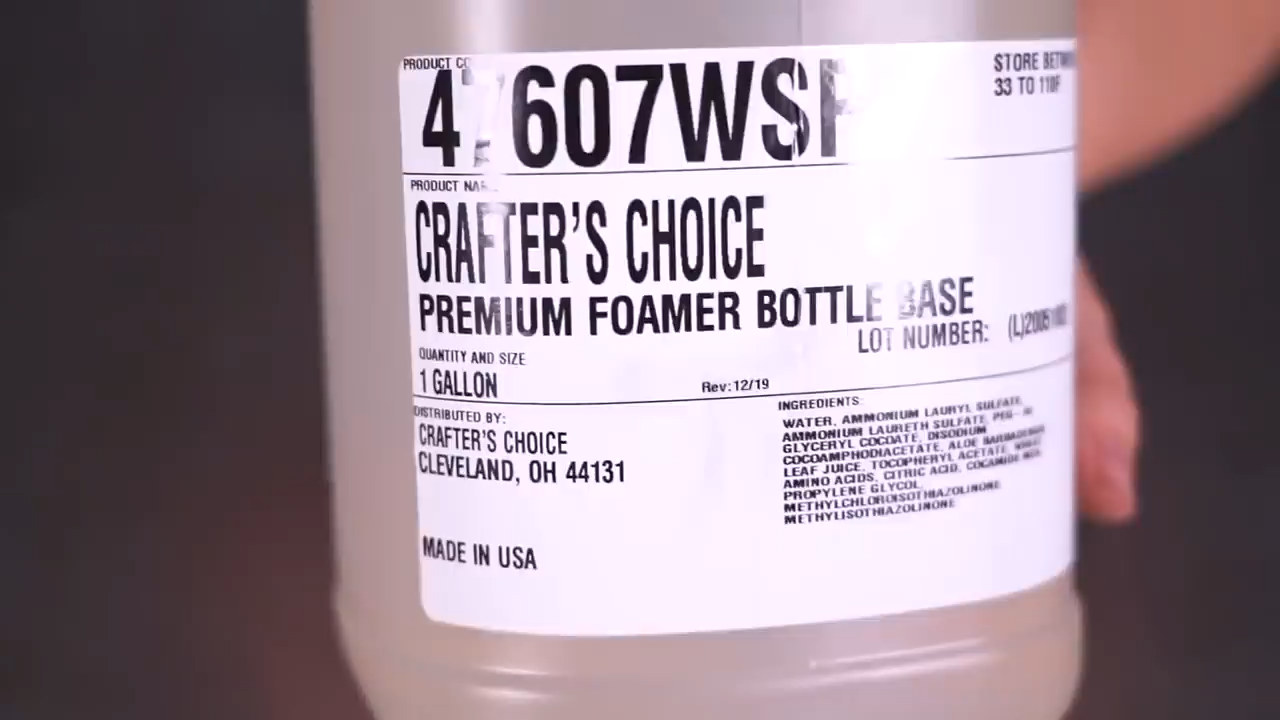 PRODUCT
STORE
33 TO 110F
PRODUCT
CRAFTER'S CHOICE
PREMIUM FOAMER BOTTLE BASE
LOT NUMBER:
QUANTITY AND SIZE
1 GALLON
Rev:12/19
DISTRIBUTED BY:
CRAFTER'S CHOICE
CLEVELAND, OH 44131
MADE IN USA
INGREDIENTS:
WATER, AMMONIUM LAURYL SULFATE,
AMMONIUM LAURETH SULFATE,
GLYCERYL COCOATE, DISODIUM
COCOAMPHODIACETATE, ALOE BARBADENSIS
LEAF JUICE, TOCOPHERYL ACETATE, WHEAT
AMINO ACIDS, CITRIC ACID, COCAMIDE
PROPYLENE GLYCOL,
METHYLCHLOROISOTHIAZOLINONE
METHYLISOTHIAZOLINONE